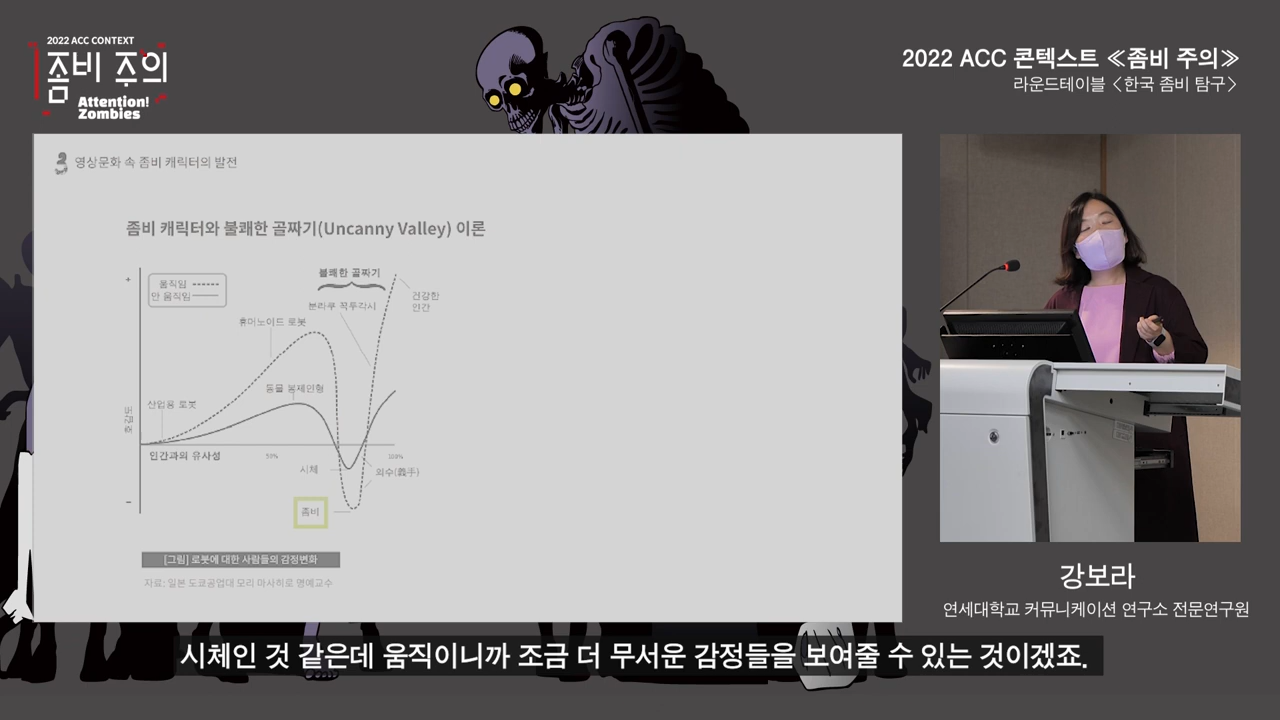 2022 ACC CONTEXT
좀비 주의
Attention!
Zombies
2022 ACC 콘텍스트 ≪좀비 주의≫
라운드테이블 〈한국 좀비 탐구〉
영상문화 속 좀비 캐릭터의 발전
좀비 캐릭터와 불쾌한 골짜기(Uncanny Valley) 이론
+
움직임
안 움직임
불쾌한 골짜기
건강한
인간
분라쿠 꼭두각시
휴머노이드 로봇
동물 봉제인형
산업용 로봇
호감도
인간과의 유사성
50%
100%
시체
의수(義手)
–
좀비
[그림] 로봇에 대한 사람들의 감정변화
자료: 일본 도쿄공업대 모리 마사히로 명예교수
강보라
연세대학교 커뮤니케이션 연구소 전문연구원
시체인 것 같은데 움직이니까 조금 더 무서운 감정들을 보여줄 수 있는 것이겠죠.